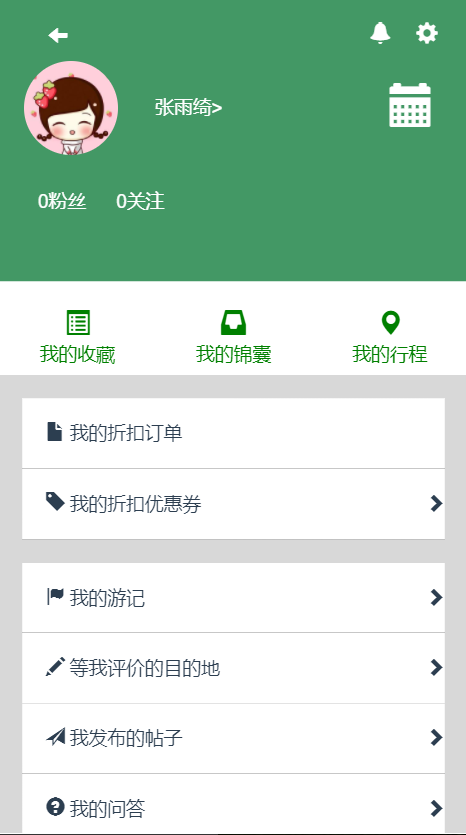 张雨绮>
0粉丝 0关注
我的收藏 我的锦囊 我的行程
我的折扣订单
我的折扣优惠券
我的游记
等我评价的目的地
我发布的帖子
我的问答